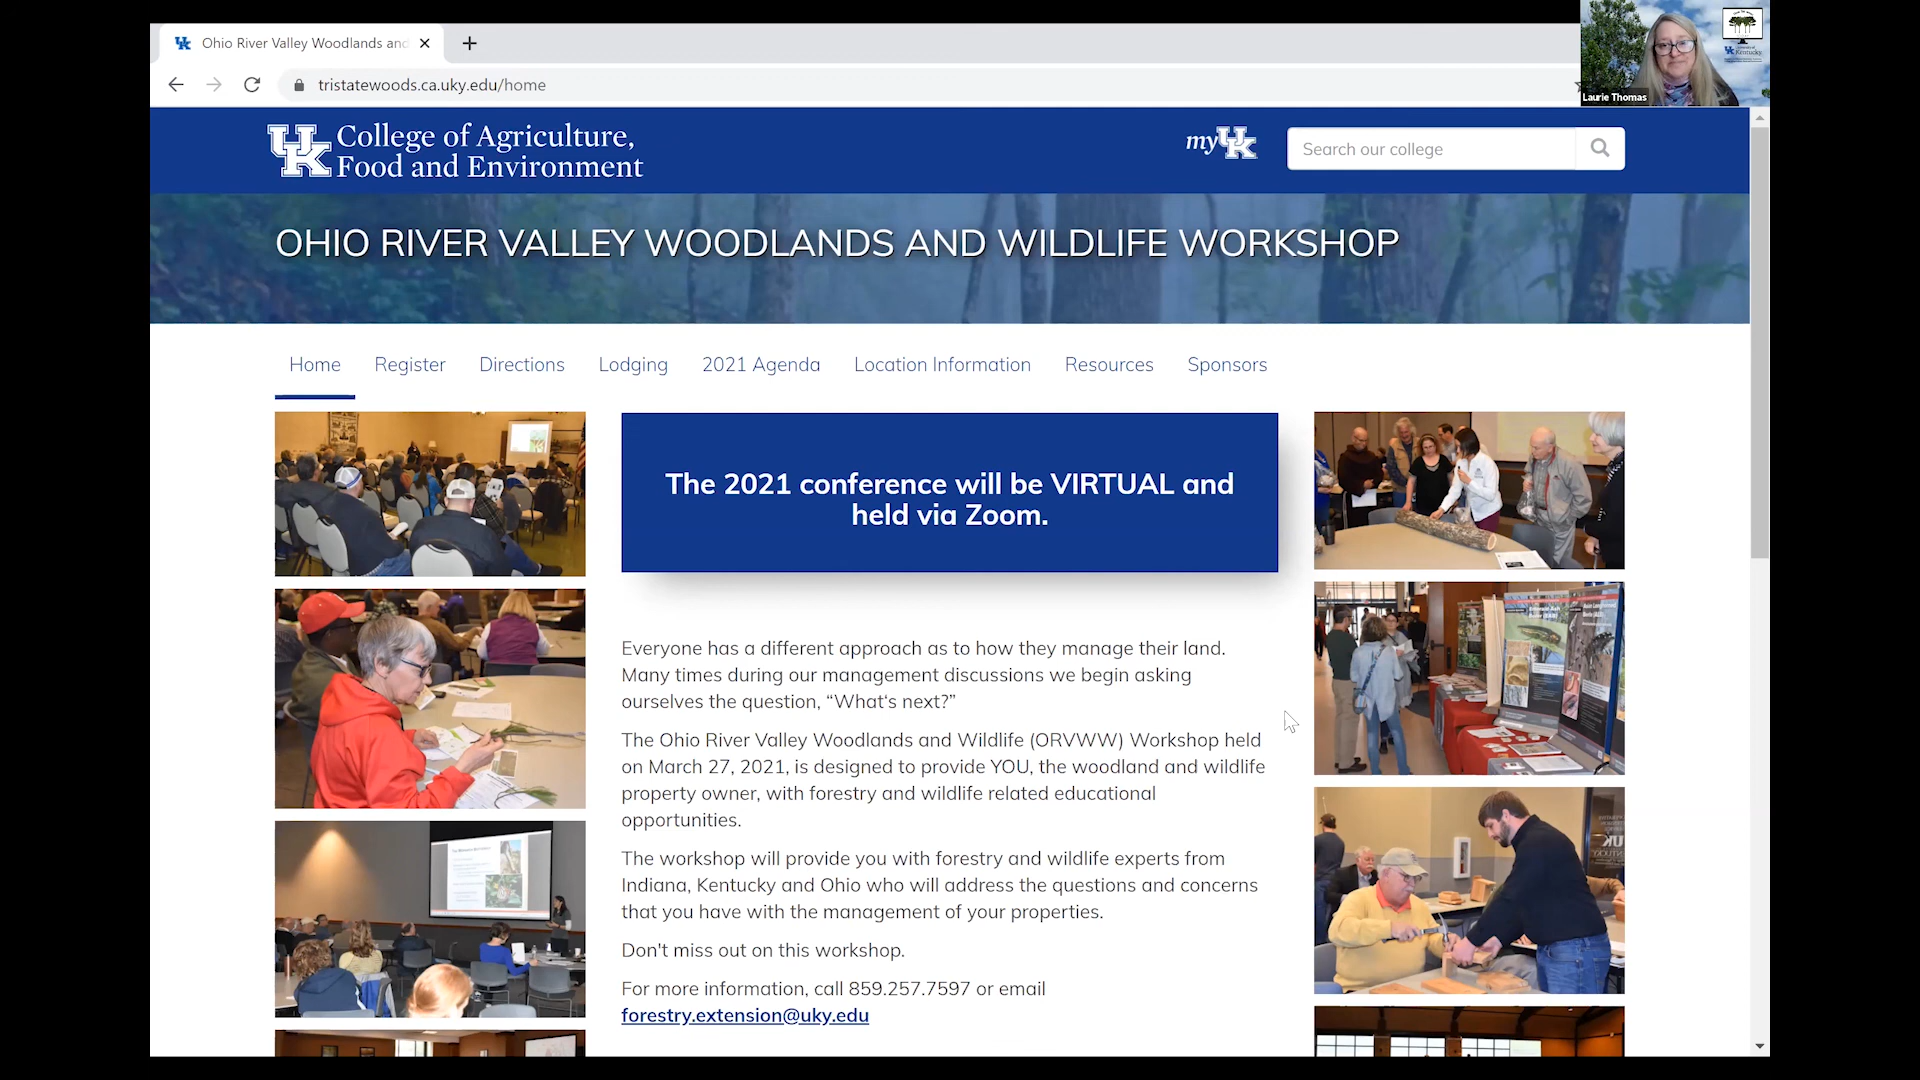 Ohio River Valley Woodlands and
tristatewoods.ca.uky.edu/home
Laurie Thomas
UK College of Agriculture,
Food and Environment
my UK
Search our college
OHIO RIVER VALLEY WOODLANDS AND WILDLIFE WORKSHOP
Home Register Directions Lodging 2021 Agenda Location Information Resources Sponsors
The 2021 conference will be VIRTUAL and
held via Zoom.
Everyone has a different approach as to how they manage their land.
Many times during our management discussions we begin asking
ourselves the question, “What‘s next?”
The Ohio River Valley Woodlands and Wildlife (ORVWW) Workshop held
on March 27, 2021, is designed to provide YOU, the woodland and wildlife
property owner, with forestry and wildlife related educational
opportunities.
The workshop will provide you with forestry and wildlife experts from
Indiana, Kentucky and Ohio who will address the questions and concerns
that you have with the management of your properties.
Don't miss out on this workshop.
For more information, call 859.257.7597 or email
forestry.extension@uky.edu